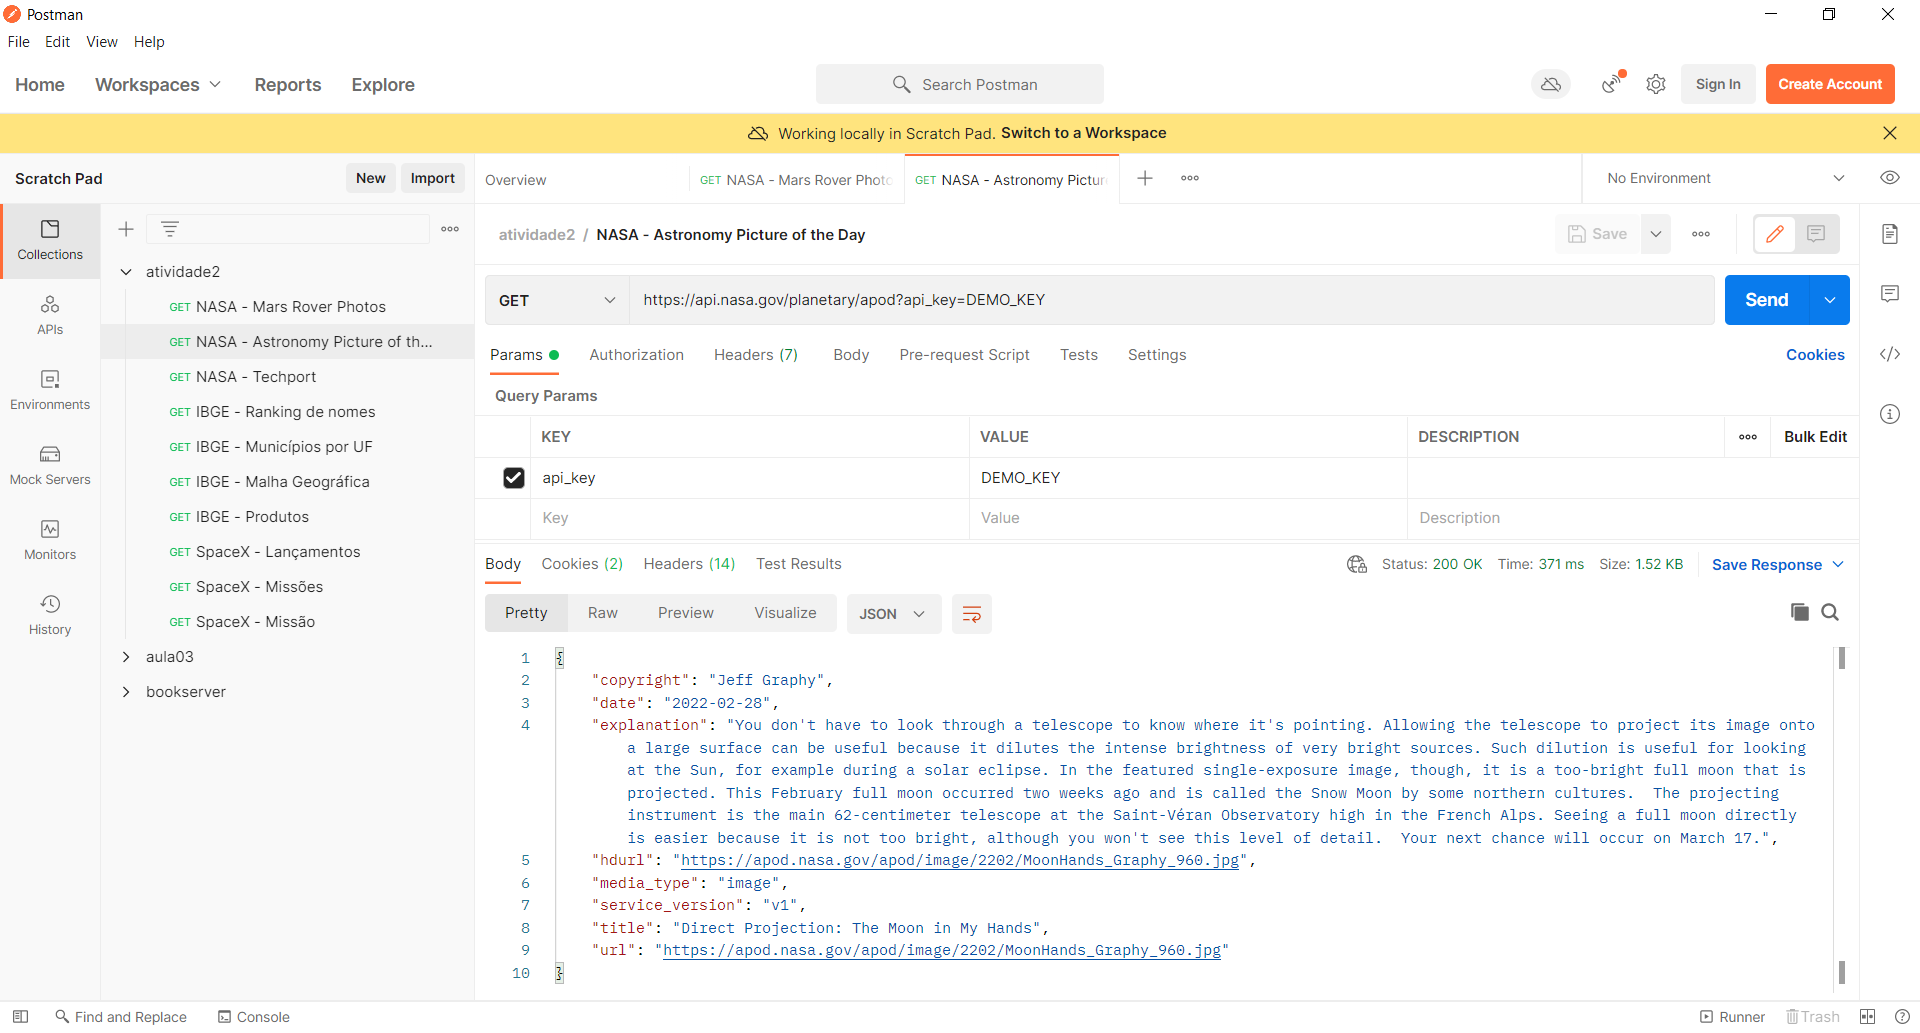 Postman
File Edit View Help
Home Workspaces Reports Explore
Search Postman
Sign In Create Account
Working locally in Scratch Pad. Switch to a Workspace
Scratch Pad New Import
Overview GET NASA - Mars Rover Photo GET NASA - Astronomy Pictur
No Environment
Collections
APIs
Environments
Mock Servers
Monitors
History
atividade2
GET NASA - Mars Rover Photos
GET NASA - Astronomy Picture of th...
GET NASA - Techport
GET IBGE - Ranking de nomes
GET IBGE - Municípios por UF
GET IBGE - Malha Geográfica
GET IBGE - Produtos
GET SpaceX - Lançamentos
GET SpaceX - Missões
GET SpaceX - Missão
aula03
bookserver
atividade2 / NASA - Astronomy Picture of the Day
Save
GET https://api.nasa.gov/planetary/apod?api_key=DEMO_KEY Send
Params Authorization Headers (7) Body Pre-request Script Tests Settings Cookies
Query Params
KEY VALUE DESCRIPTION Bulk Edit
api_key DEMO_KEY
Key Value Description
Body Cookies (2) Headers (14) Test Results Status: 200 OK Time: 371 ms Size: 1.52 KB Save Response
Pretty Raw Preview Visualize JSON
1 {
2 "copyright": "Jeff Graphy",
3 "date": "2022-02-28",
4 "explanation": "You don't have to look through a telescope to know where it's pointing. Allowing the telescope to project its image onto
a large surface can be useful because it dilutes the intense brightness of very bright sources. Such dilution is useful for looking
at the Sun, for example during a solar eclipse. In the featured single-exposure image, though, it is a too-bright full moon that is
projected. This February full moon occurred two weeks ago and is called the Snow Moon by some northern cultures.  The projecting
instrument is the main 62-centimeter telescope at the Saint-Véran Observatory high in the French Alps. Seeing a full moon directly
is easier because it is not too bright, although you won't see this level of detail.  Your next chance will occur on March 17.",
5 "hdurl": "https://apod.nasa.gov/apod/image/2202/MoonHands_Graphy_960.jpg",
6 "media_type": "image",
7 "service_version": "v1",
8 "title": "Direct Projection: The Moon in My Hands",
9 "url": "https://apod.nasa.gov/apod/image/2202/MoonHands_Graphy_960.jpg"
10 }
Find and Replace Console Runner Trash